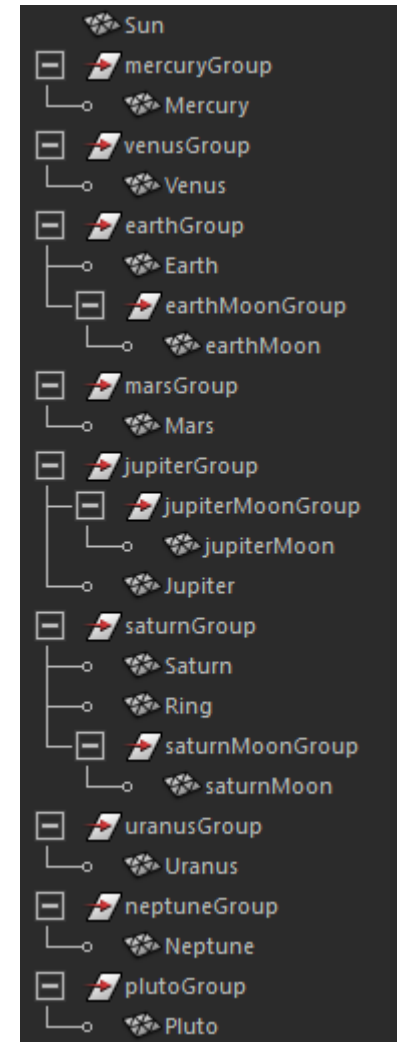 Sun
mercuryGroup
Mercury
venusGroup
Venus
earthGroup
Earth
earthMoonGroup
earthMoon
marsGroup
Mars
jupiterGroup
jupiterMoonGroup
jupiterMoon
Jupiter
saturnGroup
Saturn
Ring
saturnMoonGroup
saturnMoon
uranusGroup
Uranus
neptuneGroup
Neptune
plutoGroup
Pluto